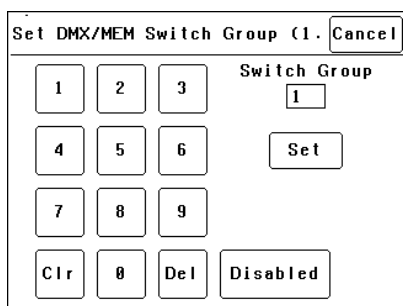 Set DMX/MEM Switch Group (1. Cancel
Switch Group
1 2 3 1
4 5 6 Set
7 8 9
Clr 0 Del Disabled